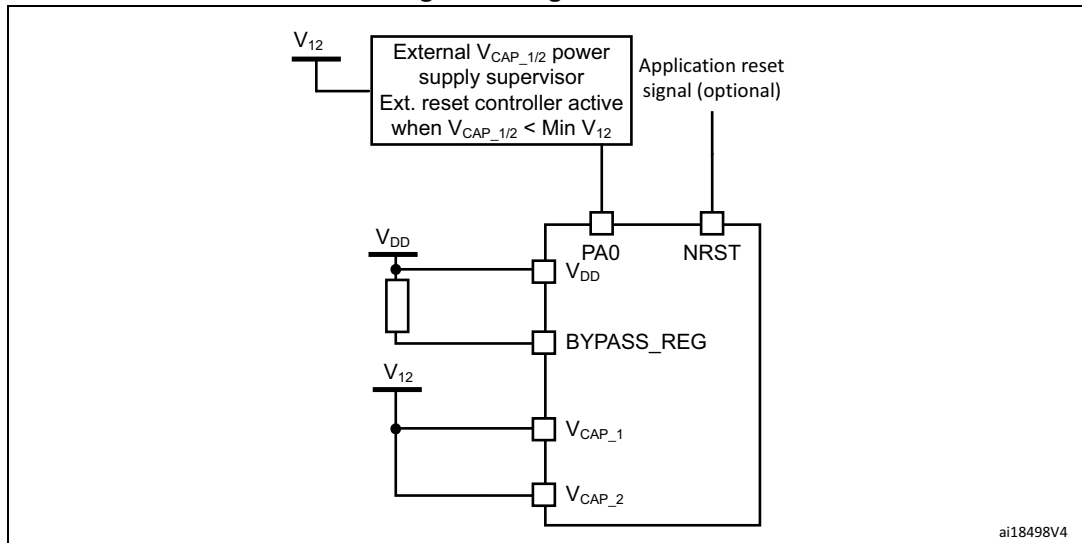 V12
External VCAP_1/2 power
supply supervisor
Ext. reset controller active
when VCAP_1/2 < Min V12
Application reset
signal (optional)
PA0
NRST
VDD
VDD
BYPASS_REG
V12
VCAP_1
VCAP_2
ai18498V4